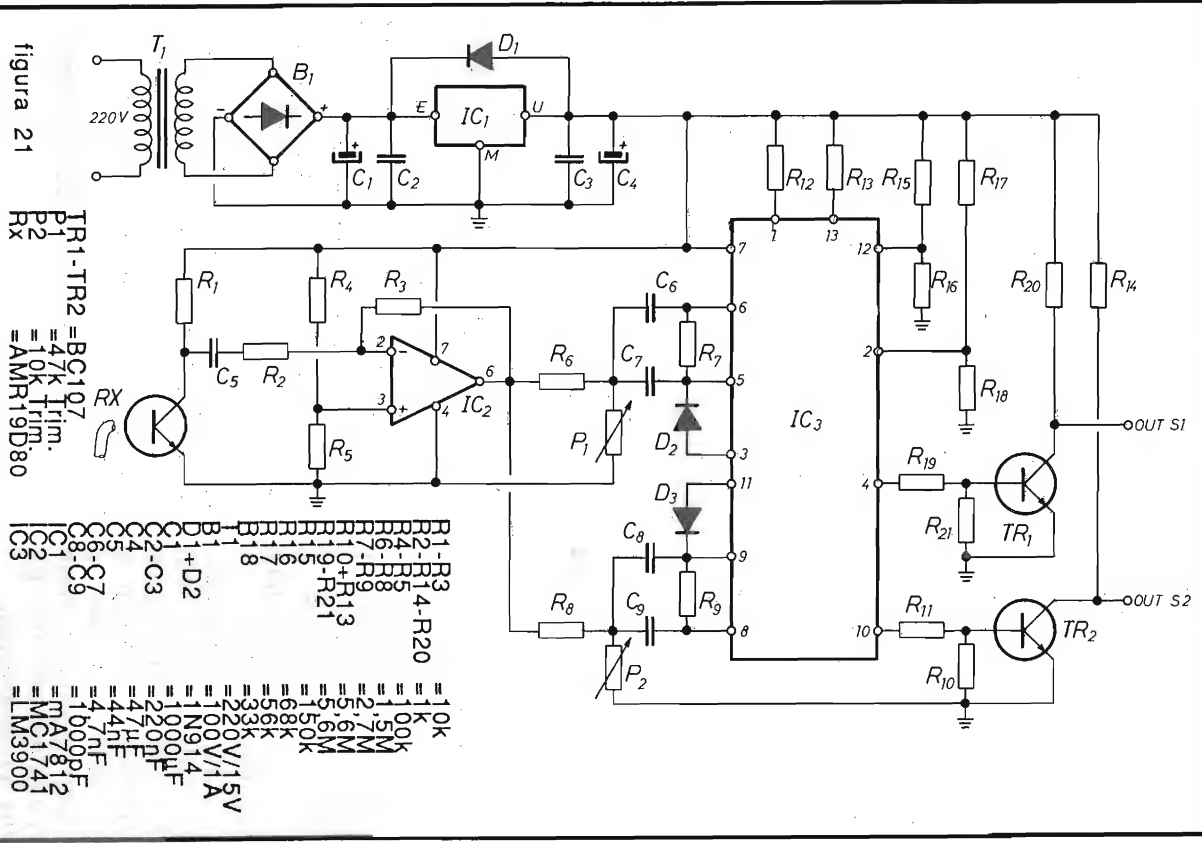 figura 21
T1
220V
B1
-
+
D1
E
IC1
U
M
+
C1
C2
C3
+
C4
R12
R13
R15
R17
R16
R20
R14
R18
R1
R4
R3
C5
R2
2
-
7
3
+
4
6
IC2
R5
RX
R6
P1
C6
C7
R7
D2
D3
C8
C9
R9
R8
P2
1
13
7
12
6
5
2
3
11
4
9
8
10
IC3
R19
R21
TR1
OUT S1
R11
R10
TR2
OUT S2
TR1-TR2 =BC107
P1 =47k Trim.
P2 =10k Trim.
Rx =AMR19D80
R1-R3 =10k
R2-R14-R20 =1k
R4-R5 =100k
R6-R8 =1,5M
R7-R9 =2,7M
R10+R13 =5,6M
R19-R21 =5,6M
R15 =150k
R16 =68k
R17 =56k
R18 =33k
T1 =220V/15V
B1 =100V/1A
D1+D2 =1N914
C1 =1000µF
C2-C3 =220nF
C4 =47µF
C5 =44nF
C6-C7 =4,7nF
C8-C9 =1000pF
IC1 =mA7812
IC2 =MC1741
IC3 =LM3900